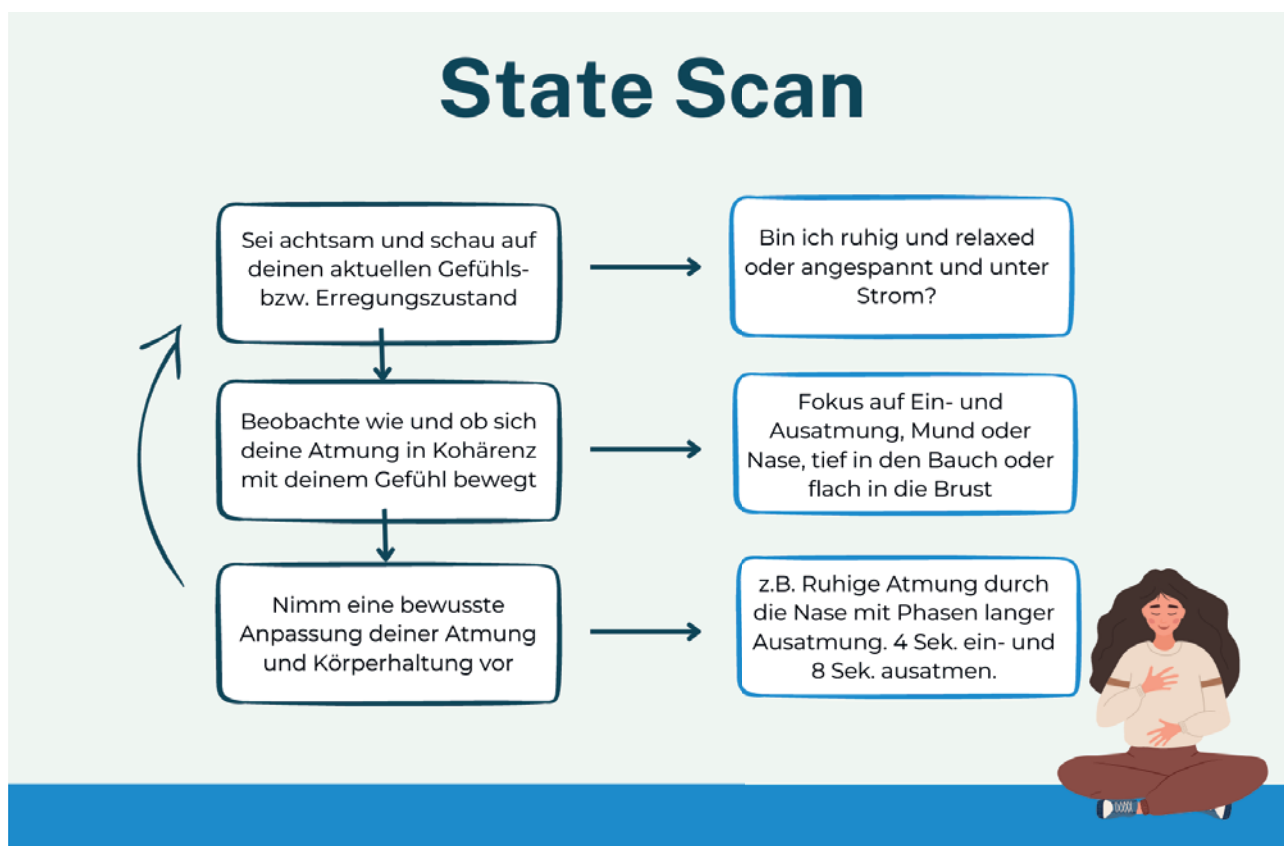 State Scan
Sei achtsam und schau auf
deinen aktuellen Gefühls-
bzw. Erregungszustand
Bin ich ruhig und relaxed
oder angespannt und unter
Strom?
Beobachte wie und ob sich
deine Atmung in Kohärenz
mit deinem Gefühl bewegt
Fokus auf Ein- und
Ausatmung, Mund oder
Nase, tief in den Bauch oder
flach in die Brust
Nimm eine bewusste
Anpassung deiner Atmung
und Körperhaltung vor
z.B. Ruhige Atmung durch
die Nase mit Phasen langer
Ausatmung. 4 Sek. ein- und
8 Sek. ausatmen.